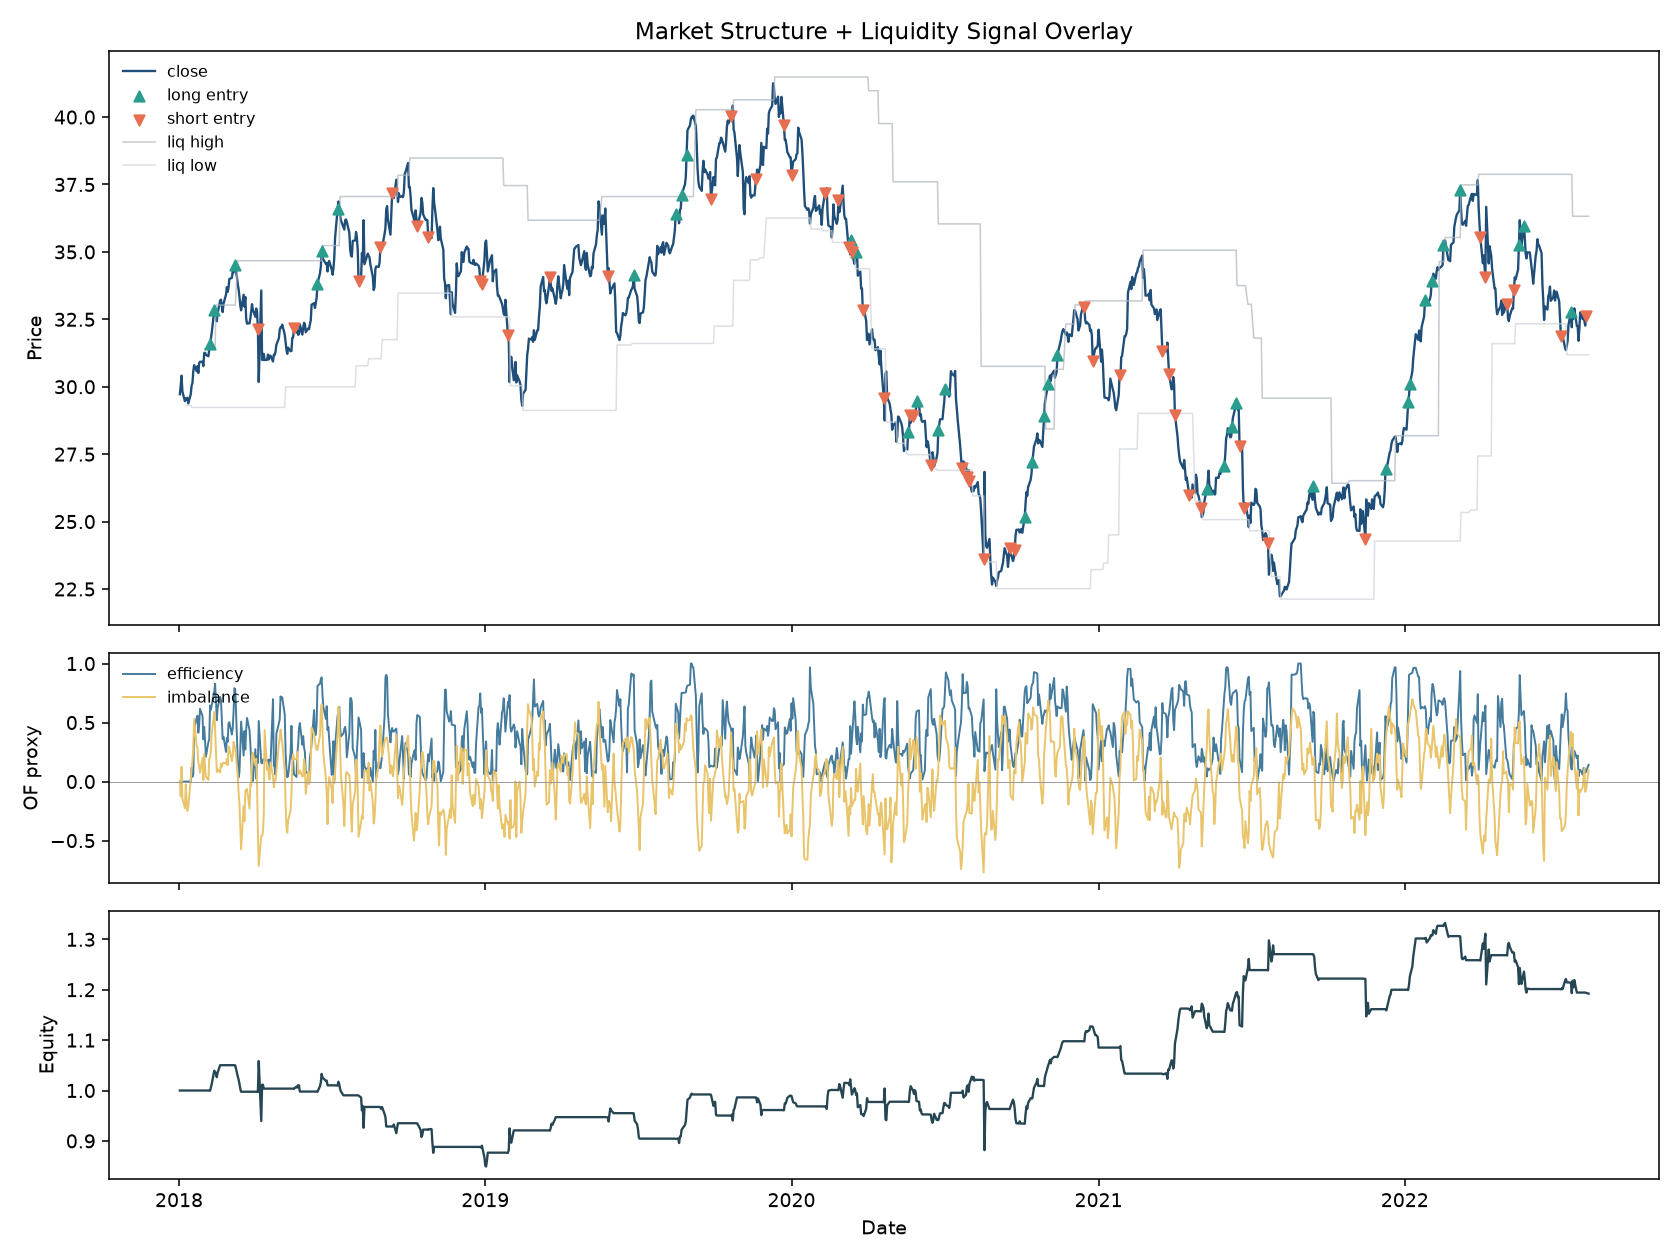 Market Structure + Liquidity Signal Overlay
close
long entry
short entry
liq high
liq low
Price
40.0
37.5
35.0
32.5
30.0
27.5
25.0
22.5
efficiency
imbalance
OF proxy
1.0
0.5
0.0
−0.5
Equity
1.3
1.2
1.1
1.0
0.9
2018
2019
2020
2021
2022
Date